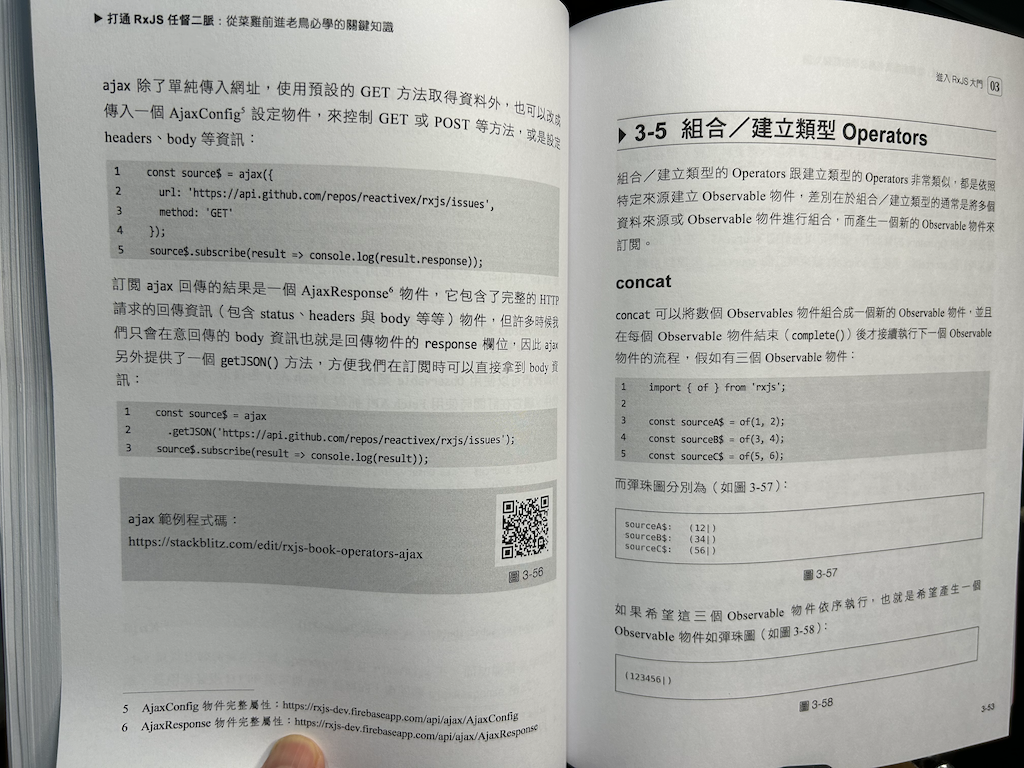 ▶ 打通 RxJS 任督二脈：從菜雞前進老鳥必學的關鍵知識
ajax 除了單純傳入網址，使用預設的 GET 方法取得資料外，也可以改成
傳入一個 AjaxConfig5 設定物件，來控制 GET 或 POST 等方法，或是設定
headers、body 等資訊：
1 const source$ = ajax({
2 url: 'https://api.github.com/repos/reactivex/rxjs/issues',
3 method: 'GET'
4 });
5 source$.subscribe(result => console.log(result.response));
訂閱 ajax 回傳的結果是一個 AjaxResponse6 物件，它包含了完整的 HTTP
請求的回傳資訊（包含 status、headers 與 body 等等）物件，但許多時候我
們只會在意回傳的 body 資訊也就是回傳物件的 response 欄位，因此 ajax
另外提供了一個 getJSON() 方法，方便我們在訂閱時可以直接拿到 body 資
訊：
1 const source$ = ajax
2 .getJSON('https://api.github.com/repos/reactivex/rxjs/issues');
3 source$.subscribe(result => console.log(result));
ajax 範例程式碼：
https://stackblitz.com/edit/rxjs-book-operators-ajax
圖 3-56
5 AjaxConfig 物件完整屬性：https://rxjs-dev.firebaseapp.com/api/ajax/AjaxConfig
6 AjaxResponse 物件完整屬性：https://rxjs-dev.firebaseapp.com/api/ajax/AjaxResponse
進入 RxJS 大門 03
▶ 3-5 組合／建立類型 Operators
組合／建立類型的 Operators 跟建立類型的 Operators 非常類似，都是依照
特定來源建立 Observable 物件，差別在於組合／建立類型的通常是將多個
資料來源或 Observable 物件進行組合，而產生一個新的 Observable 物件來
訂閱。
concat
concat 可以將數個 Observables 物件組合成一個新的 Observable 物件，並且
在每個 Observable 物件結束（complete()）後才接續執行下一個 Observable
物件的流程，假如有三個 Observable 物件：
1 import { of } from 'rxjs';
2
3 const sourceA$ = of(1, 2);
4 const sourceB$ = of(3, 4);
5 const sourceC$ = of(5, 6);
而彈珠圖分別為（如圖 3-57）：
sourceA$: (12|)
sourceB$: (34|)
sourceC$: (56|)
圖 3-57
如果希望這三個 Observable 物件依序執行，也就是希望產生一個
Observable 物件如彈珠圖（如圖 3-58）：
(123456|)
圖 3-58
3-53